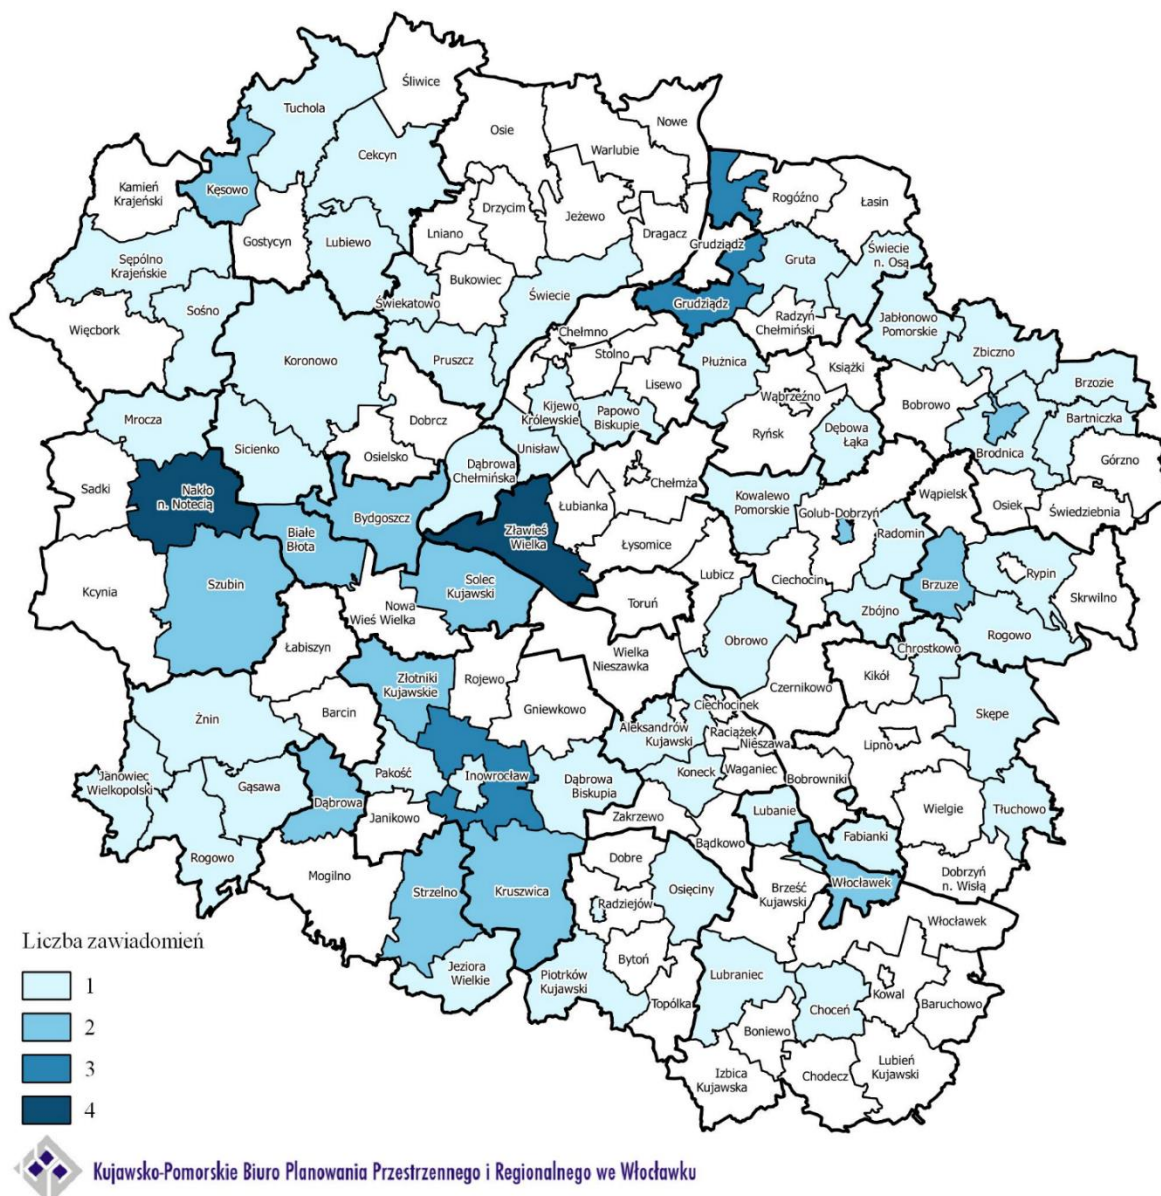 Śliwice
Tuchola
Nowe
Osie
Warlubie
Cekcyn
Kamień
Krajeński
Kęsowo
Rogóźno
Łasin
Drzycim
Jeżewo
Lniano
Dragacz
Gostycyn
Lubiewo
Grudziądz
Świecie
n. Osą
Sępólno
Krajeńskie
Gruta
Bukowiec
Świekatowo
Świecie
Grudziądz
Sośno
Radzyń
Chełmiński
Jabłonowo
Pomorskie
Więcbork
Chełmno
Koronowo
Stolno
Zbiczno
Pruszcz
Płużnica
Książki
Lisewo
Brzozie
Wąbrzeźno
Bobrowo
Kijewo
Królewskie
Papowo
Biskupie
Bartniczka
Mrocza
Dobrcz
Ryńsk
Dębowa
Łąka
Sicienko
Unisław
Brodnica
Osielsko
Dąbrowa
Chełmińska
Górzno
Chełmża
Sadki
Nakło
n. Notecią
Kowalewo
Pomorskie
Wąpielsk
Łubianka
Osiek
Bydgoszcz
Golub-Dobrzyń
Świedziebnia
Zławieś
Wielka
Białe
Błota
Radomin
Łysomice
Rypin
Szubin
Solec
Kujawski
Lubicz
Ciechocin
Brzuze
Kcynia
Toruń
Skrwilno
Nowa
Wieś Wielka
Zbójno
Obrowo
Rogowo
Łabiszyn
Wielka
Nieszawka
Chrostkowo
Złotniki
Kujawskie
Rojewo
Kikół
Czernikowo
Gniewkowo
Ciechocinek
Barcin
Skępe
Żnin
Aleksandrów
Kujawski
Raciążek
Nieszawa
Lipno
Pakość
Inowrocław
Koneck
Waganiec
Janowiec
Wielkopolski
Dąbrowa
Biskupia
Bobrowniki
Gąsawa
Dąbrowa
Wielgie
Tłuchowo
Janikowo
Zakrzewo
Lubanie
Fabianki
Bądkowo
Rogowo
Dobre
Mogilno
Dobrzyń
n. Wisłą
Strzelno
Kruszwica
Osięciny
Brześć
Kujawski
Włocławek
Radziejów
Włocławek
Liczba zawiadomień
Bytoń
Jeziora
Wielkie
Piotrków
Kujawski
Lubraniec
1
Kowal
Topólka
Choceń
Baruchowo
2
Boniewo
3
Izbica
Kujawska
Lubień
Kujawski
Chodecz
4
Kujawsko-Pomorskie Biuro Planowania Przestrzennego i Regionalnego we Włocławku